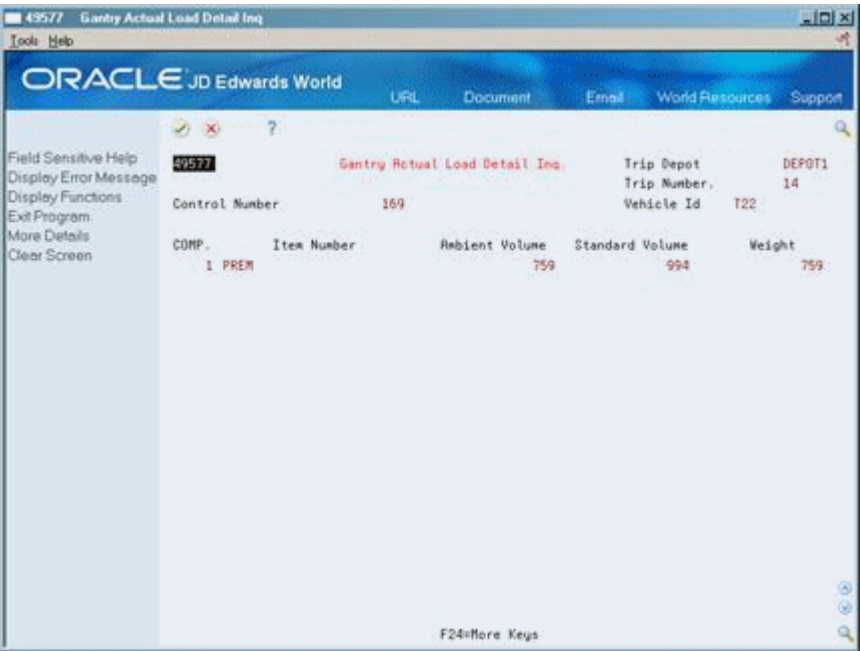 49577 Gantry Actual Load Detail Inq
Tools Help
ORACLE JD Edwards World
URL Document Email World Resources Support
?
Field Sensitive Help
Display Error Message
Display Functions
Exit Program
More Details
Clear Screen
49577 Gantry Actual Load Detail Inq. Trip Depot DEPOT1
Trip Number. 14
Control Number 169 Vehicle Id T22
COMP. Item Number Ambient Volume Standard Volume Weight
1 PREM 759 994 759
F24=More Keys